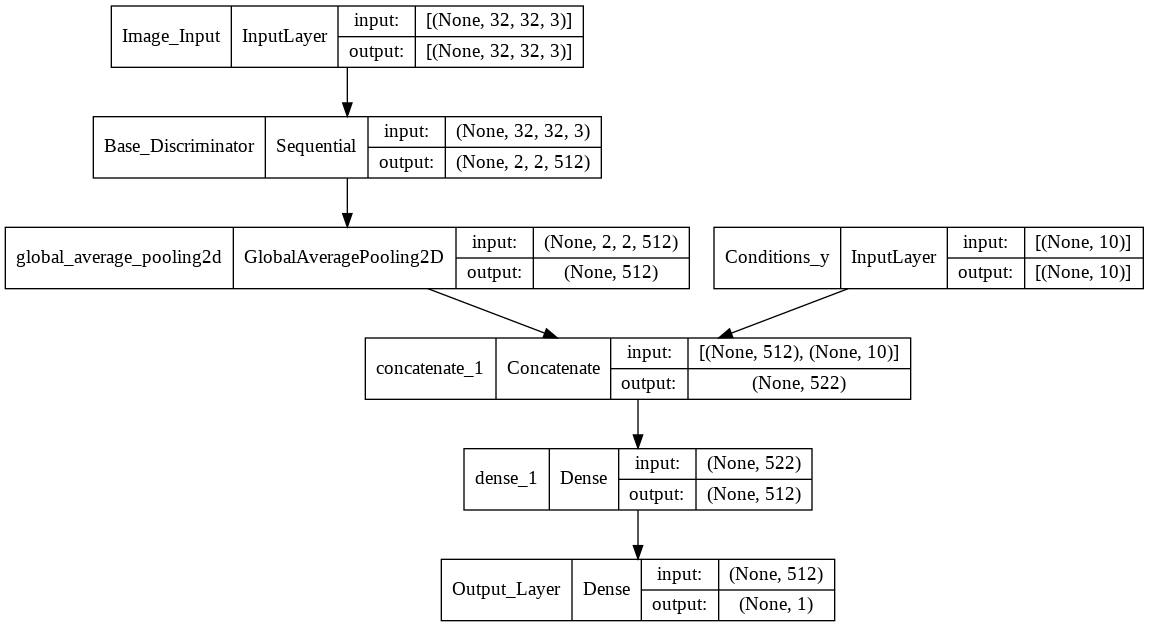 Image_Input InputLayer input: [(None, 32, 32, 3)]
output: [(None, 32, 32, 3)]
Base_Discriminator Sequential input: (None, 32, 32, 3)
output: (None, 2, 2, 512)
global_average_pooling2d GlobalAveragePooling2D input: (None, 2, 2, 512)
output: (None, 512)
Conditions_y InputLayer input: [(None, 10)]
output: [(None, 10)]
concatenate_1 Concatenate input: [(None, 512), (None, 10)]
output: (None, 522)
dense_1 Dense input: (None, 522)
output: (None, 512)
Output_Layer Dense input: (None, 512)
output: (None, 1)